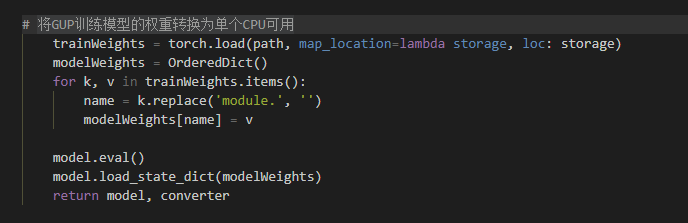 # 将GUP训练模型的权重转换为单个CPU可用
trainWeights = torch.load(path, map_location=lambda storage, loc: storage)
modelWeights = OrderedDict()
for k, v in trainWeights.items():
    name = k.replace('module.', '')
    modelWeights[name] = v

model.eval()
model.load_state_dict(modelWeights)
return model, converter